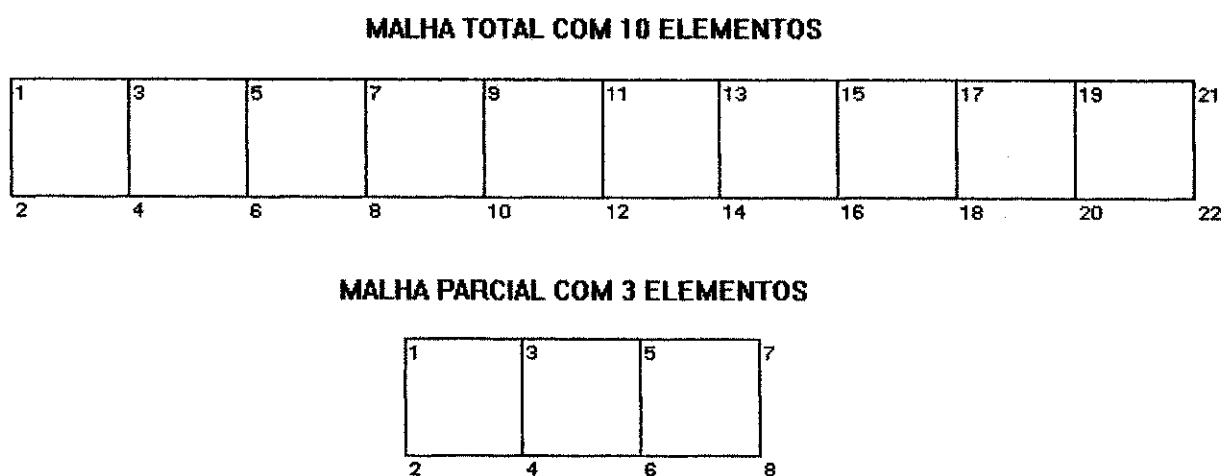 MALHA TOTAL COM 10 ELEMENTOS
1 3 5 7 9 11 13 15 17 19 21
2 4 6 8 10 12 14 16 18 20 22
MALHA PARCIAL COM 3 ELEMENTOS
1 3 5 7
2 4 6 8